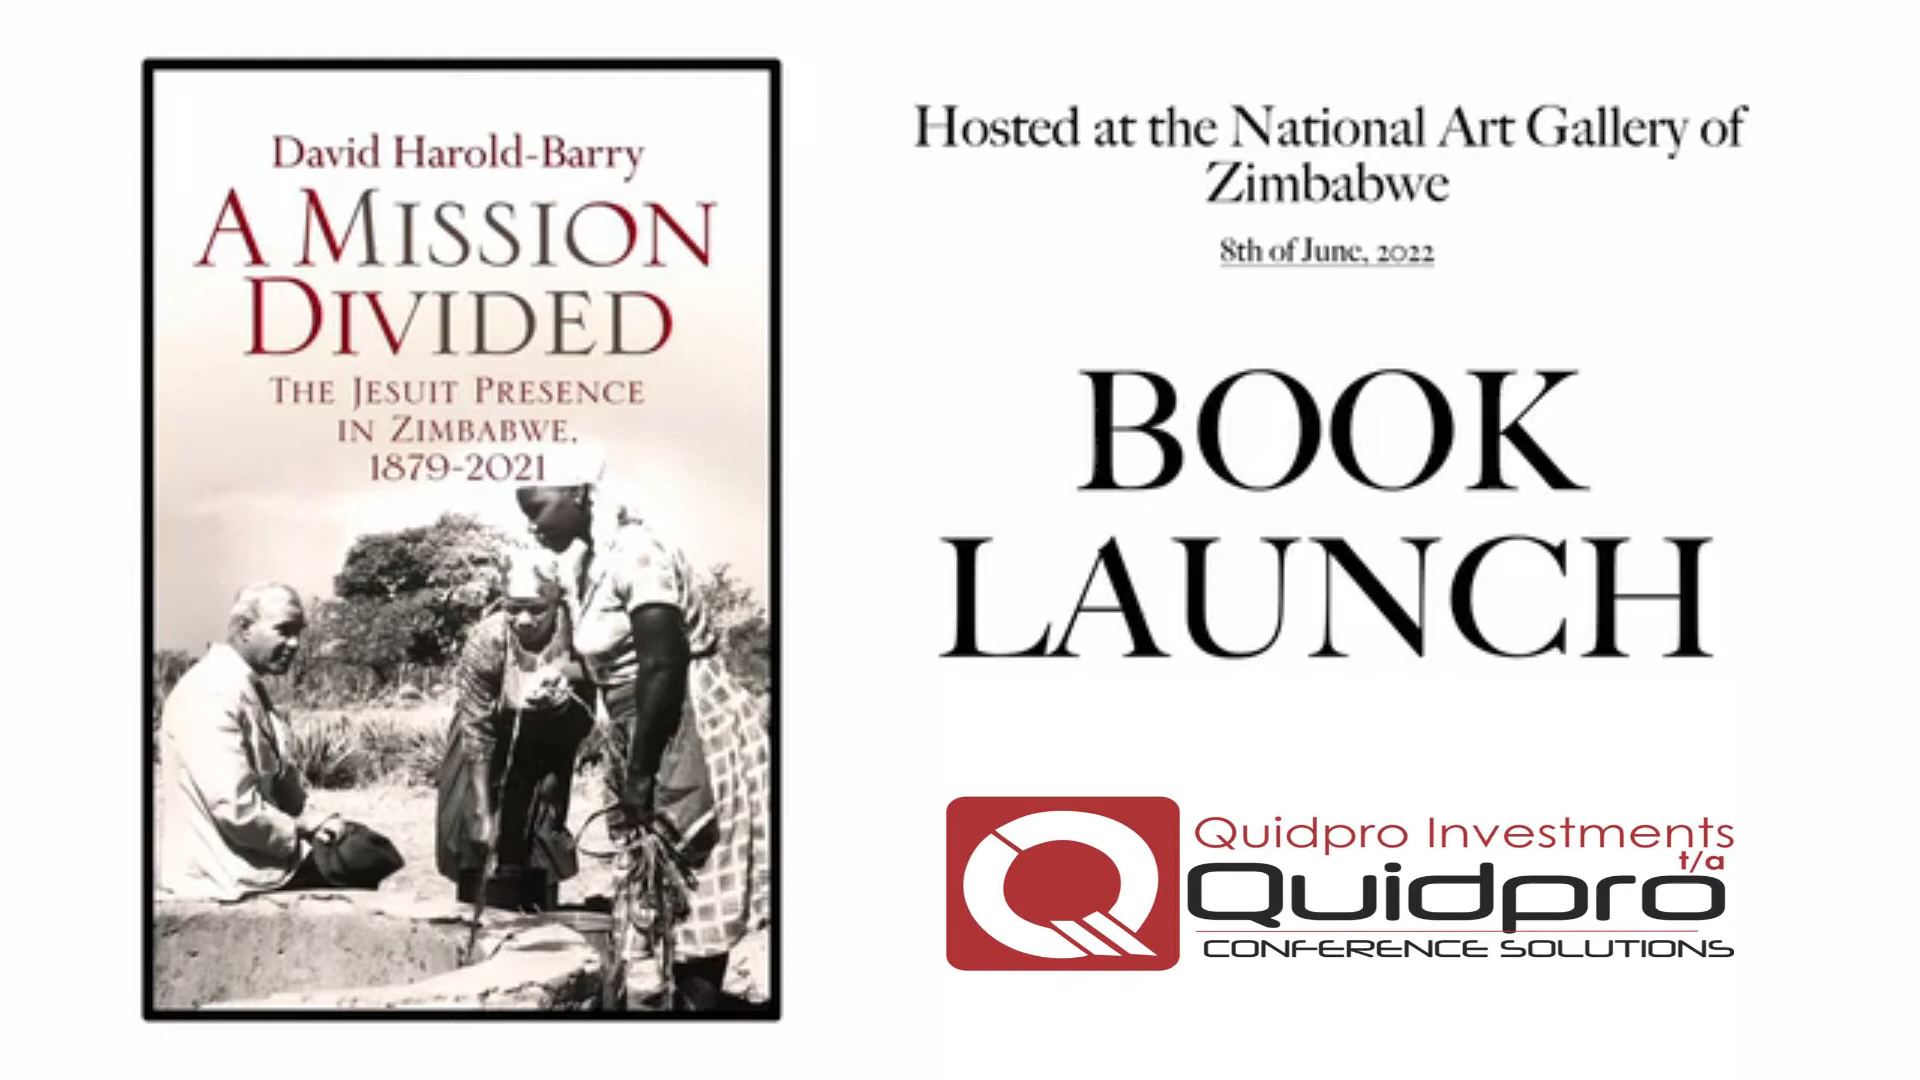 David Harold-Barry
A MISSION
DIVIDED
THE JESUIT PRESENCE
IN ZIMBABWE,
1879-2021
Hosted at the National Art Gallery of
Zimbabwe
8th of June, 2022
BOOK
LAUNCH
Quidpro Investments
t/a
Quidpro
CONFERENCE SOLUTIONS